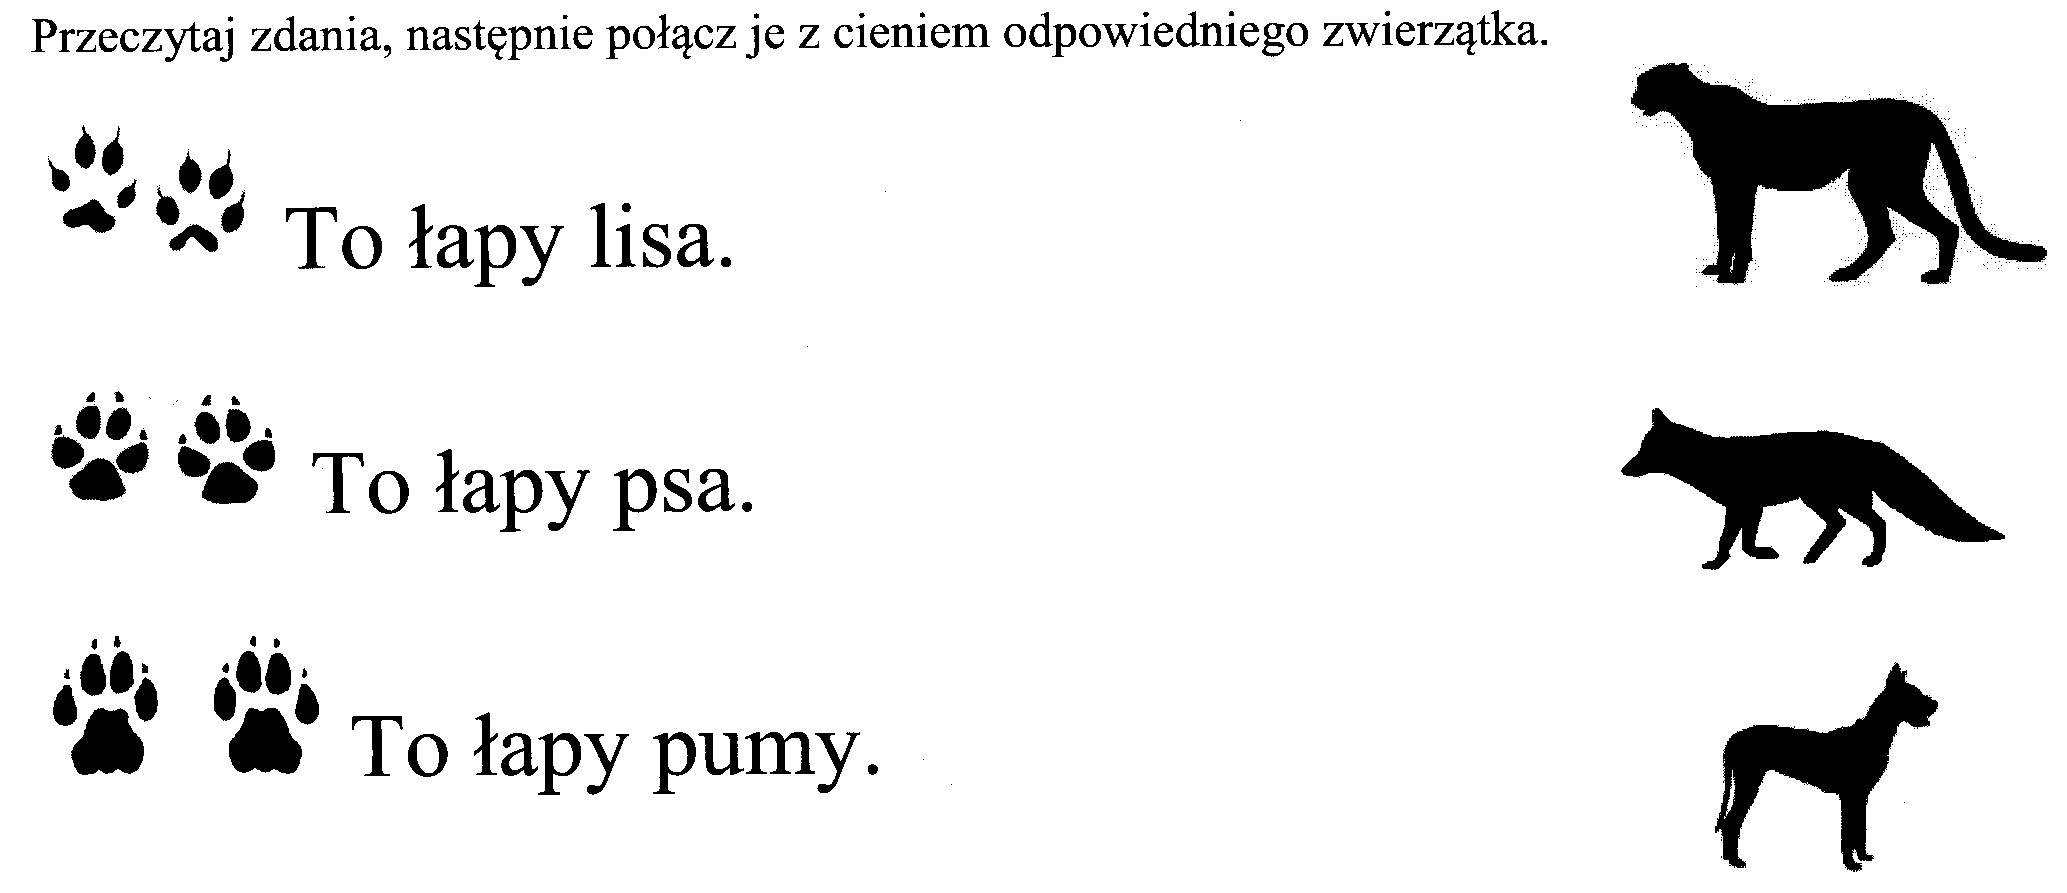 Przeczytaj zdania, następnie połącz je z cieniem odpowiedniego zwierzątka.
To łapy lisa.
To łapy psa.
To łapy pumy.